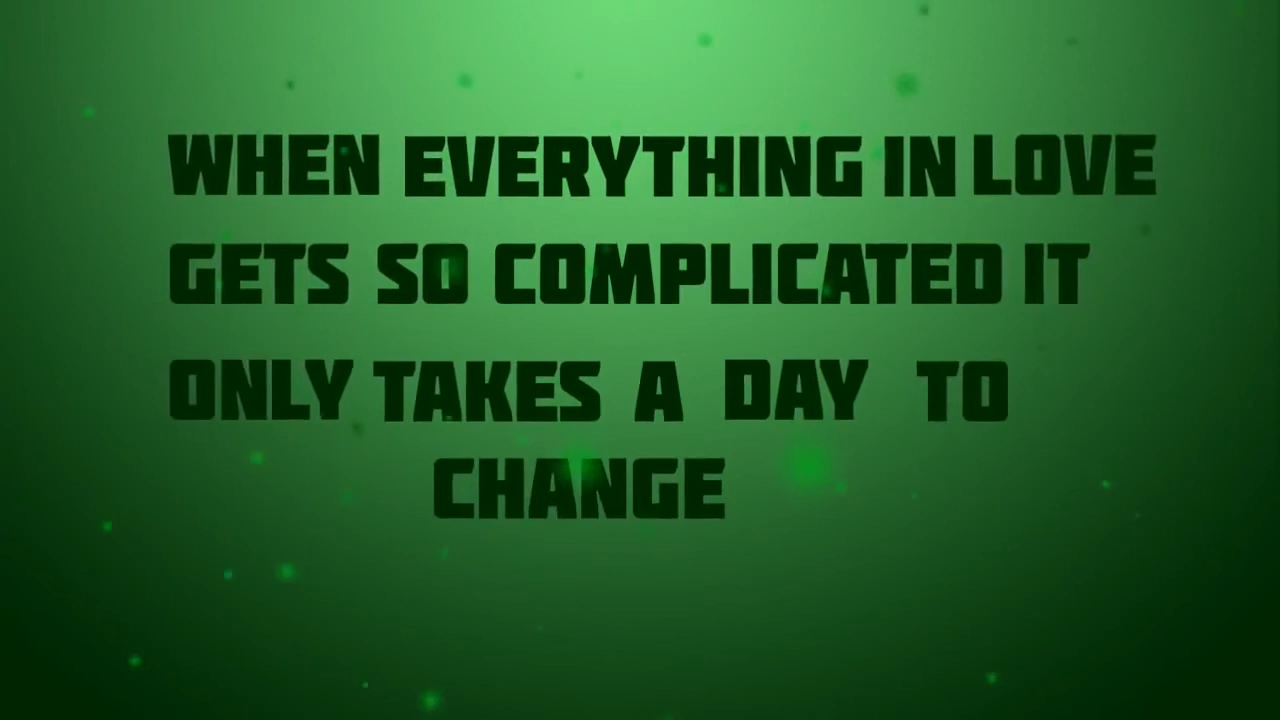 WHEN EVERYTHING IN LOVE
GETS SO COMPLICATED IT
ONLY TAKES A DAY TO
CHANGE